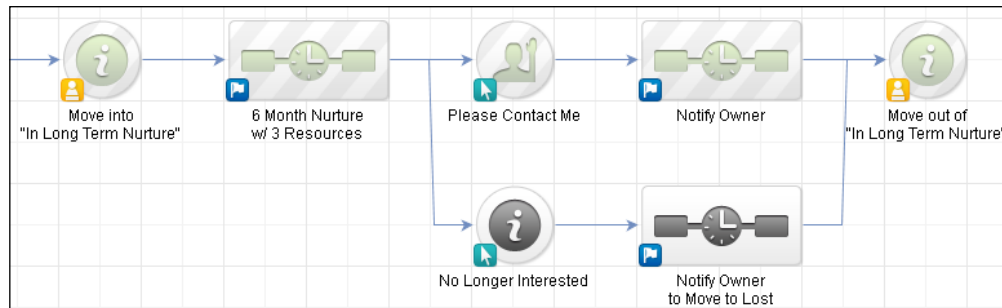 Move into
"In Long Term Nurture"
6 Month Nurture
w/ 3 Resources
Please Contact Me
Notify Owner
Move out of
"In Long Term Nurture"
No Longer Interested
Notify Owner
to Move to Lost